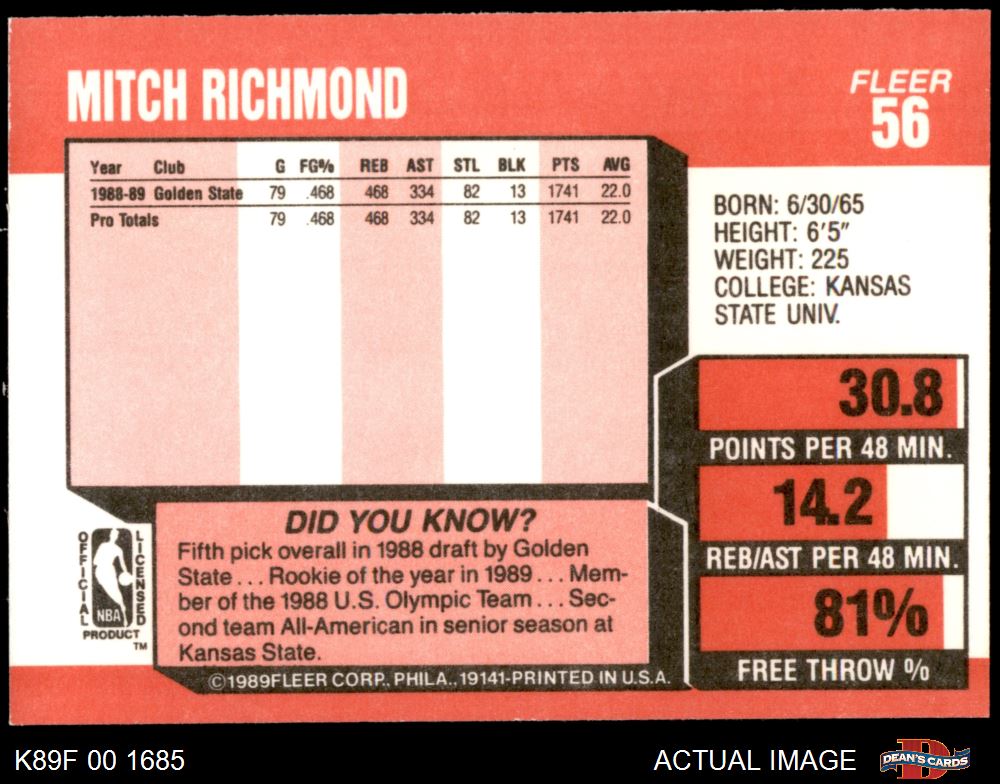 MITCH RICHMOND
FLEER
56
Year Club G FG% REB AST STL BLK PTS AVG
1988-89 Golden State 79 .468 468 334 82 13 1741 22.0
Pro Totals 79 .468 468 334 82 13 1741 22.0
BORN: 6/30/65
HEIGHT: 6'5"
WEIGHT: 225
COLLEGE: KANSAS
STATE UNIV.
30.8
POINTS PER 48 MIN.
14.2
REB/AST PER 48 MIN.
81%
FREE THROW %
OFFICIAL
NBA
LICENSED
PRODUCT
TM
DID YOU KNOW?
Fifth pick overall in 1988 draft by Golden
State . . . Rookie of the year in 1989 . . . Mem-
ber of the 1988 U.S. Olympic Team . . . Sec-
ond team All-American in senior season at
Kansas State.
©1989FLEER CORP., PHILA., 19141-PRINTED IN U.S.A.
K89F 00 1685
ACTUAL IMAGE
D
DEAN'S CARDS